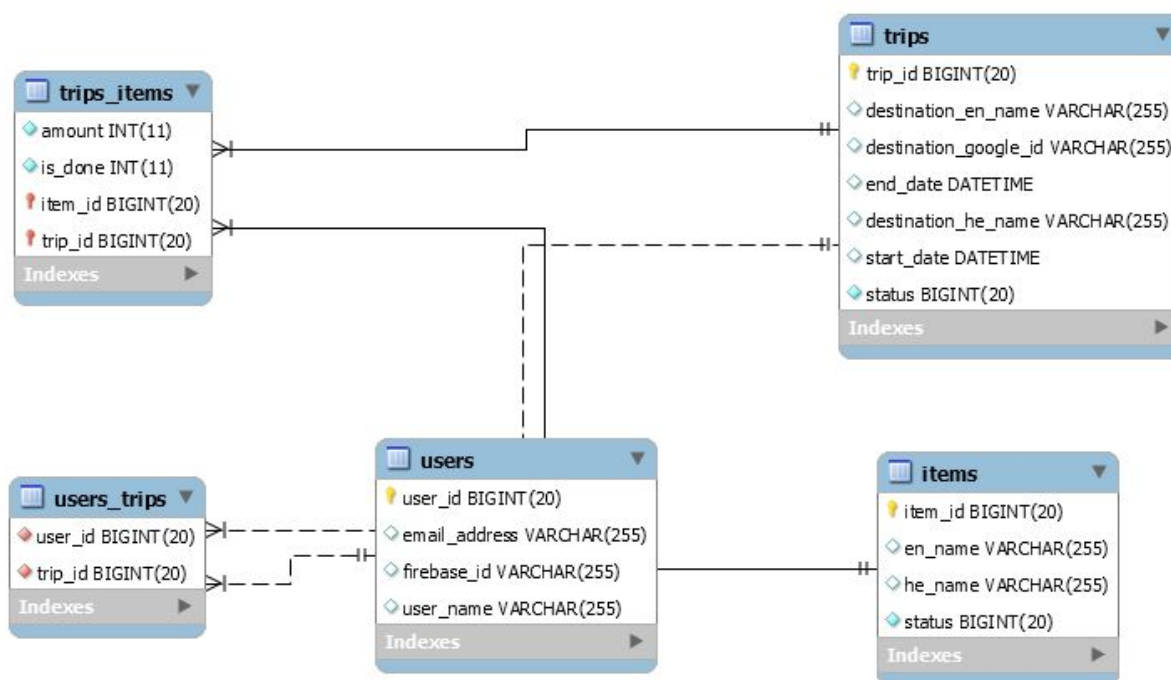 trips_items
amount INT(11)
is_done INT(11)
item_id BIGINT(20)
trip_id BIGINT(20)
Indexes
trips
trip_id BIGINT(20)
destination_en_name VARCHAR(255)
destination_google_id VARCHAR(255)
end_date DATETIME
destination_he_name VARCHAR(255)
start_date DATETIME
status BIGINT(20)
Indexes
users_trips
user_id BIGINT(20)
trip_id BIGINT(20)
Indexes
users
user_id BIGINT(20)
email_address VARCHAR(255)
firebase_id VARCHAR(255)
user_name VARCHAR(255)
Indexes
items
item_id BIGINT(20)
en_name VARCHAR(255)
he_name VARCHAR(255)
status BIGINT(20)
Indexes